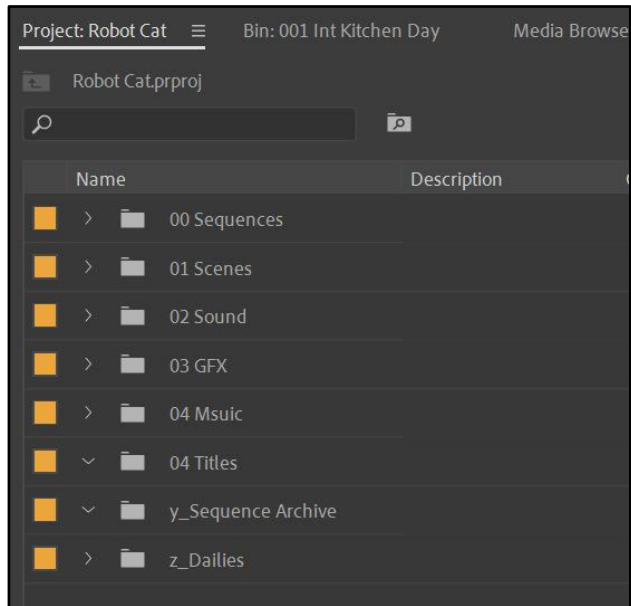 Project: Robot Cat Bin: 001 Int Kitchen Day Media Browse
Robot Cat.prproj
Name Description
00 Sequences
01 Scenes
02 Sound
03 GFX
04 Msuic
04 Titles
y_Sequence Archive
z_Dailies